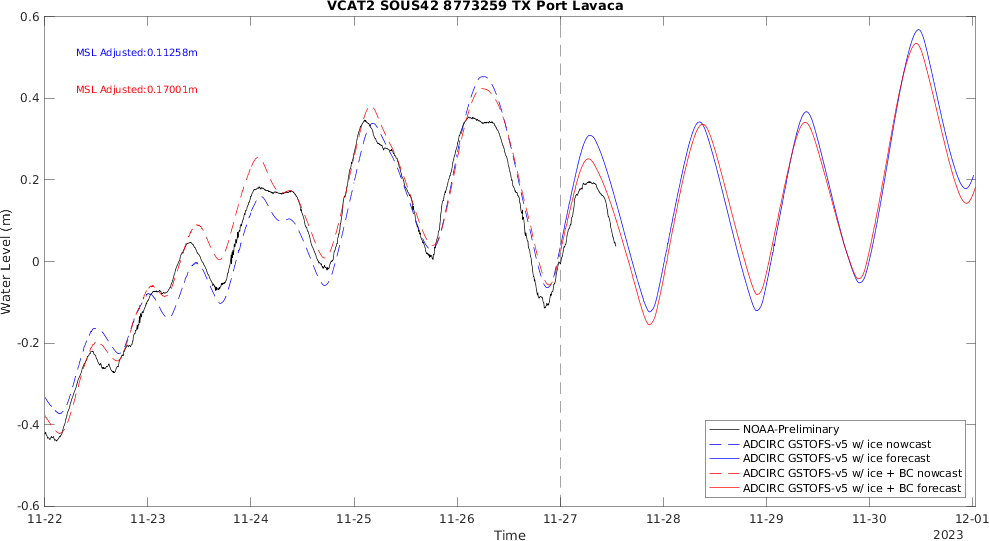 VCAT2 SOUS42 8773259 TX Port Lavaca
MSL Adjusted:0.11258m
MSL Adjusted:0.17001m
0.6
0.4
0.2
0
-0.2
-0.4
-0.6
Water Level (m)
NOAA-Preliminary
ADCIRC GSTOFS-v5 w/ ice nowcast
ADCIRC GSTOFS-v5 w/ ice forecast
ADCIRC GSTOFS-v5 w/ ice + BC nowcast
ADCIRC GSTOFS-v5 w/ ice + BC forecast
11-22 11-23 11-24 11-25 11-26 11-27 11-28 11-29 11-30 12-01
Time
2023